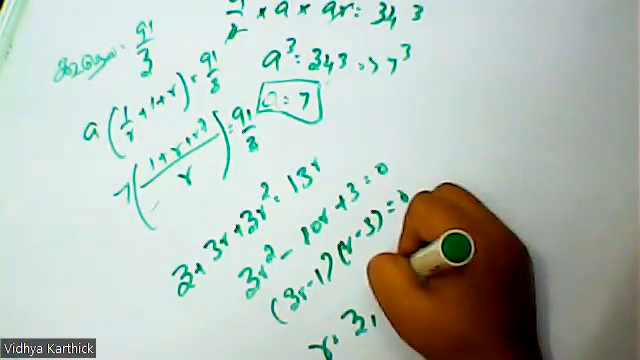 a/r × a × ar = 343
a³ = 343 = 7³
a = 7
= 91/3
a(1/r + 1 + r) = 91/3
7((1 + r + r²)/r) = 91/3
3 + 3r + 3r² = 13r
3r² - 10r + 3 = 0
(3r-1)(r-3) = 0
r = 3,
Vidhya Karthick